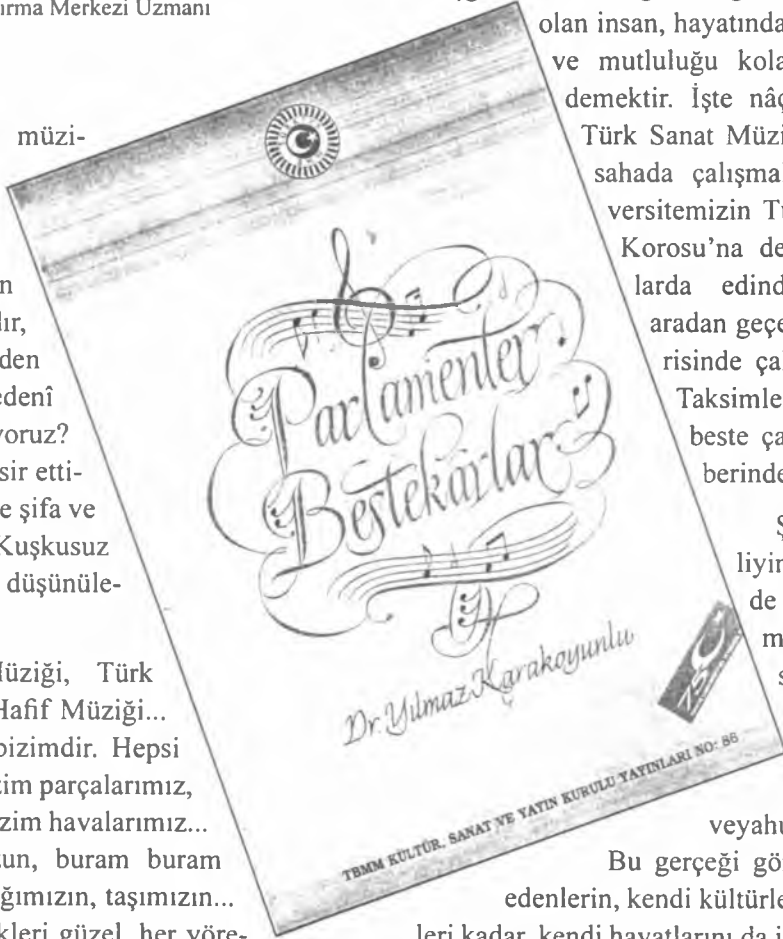 ırma Merkezi Uzmanı
müzi-
n
lır,
den
edenî
yoruz?
sir etti-
e şifa ve
Kuşkusuz
düşünüle-
Müziği, Türk
Hafif Müziği...
bizimdir. Hepsi
zim parçalarımız,
zim havalarımız...
un, buram buram
ğımızın, taşımızın...
kleri güzel, her yöre-
Parlamenter
Bestekârlar
Dr. Yılmaz Karakoyunlu
75
TBMM KÜLTÜR, SANAT VE YAYIN KURULU YAYINLARI NO: 86
olan insan, hayatında
ve mutluluğu kola
demektir. İşte nâç
Türk Sanat Müzi
sahada çalışma
versitemizin Tü
Korosu'na de
larda edind
aradan geçe
risinde ça
Taksimle
beste ça
berinde
Ş
liyin
de
m
s
veyahu
Bu gerçeği gö
edenlerin, kendi kültürle
leri kadar, kendi hayatlarını da i